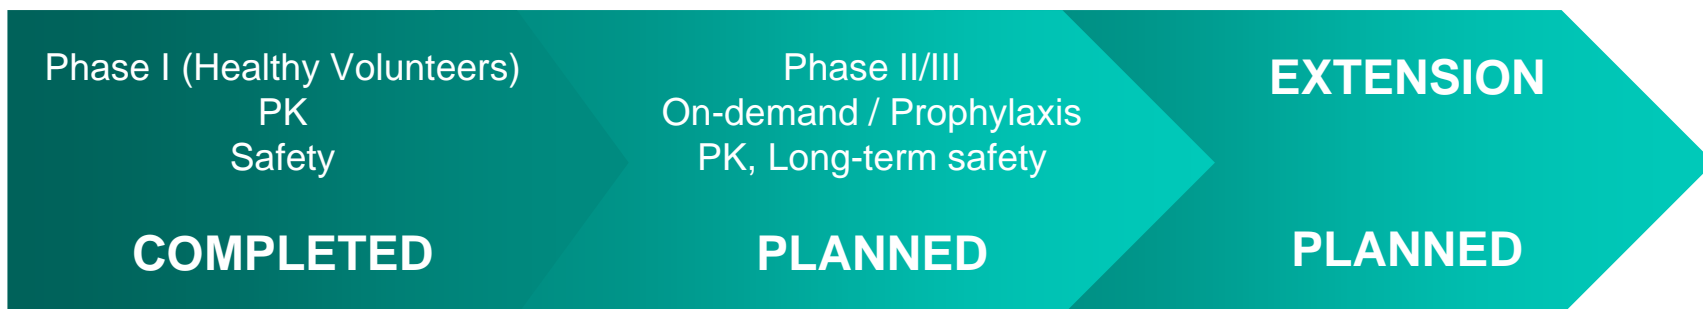 Phase I (Healthy Volunteers)
PK
Safety
COMPLETED
Phase II/III
On-demand / Prophylaxis
PK, Long-term safety
PLANNED
EXTENSION
PLANNED